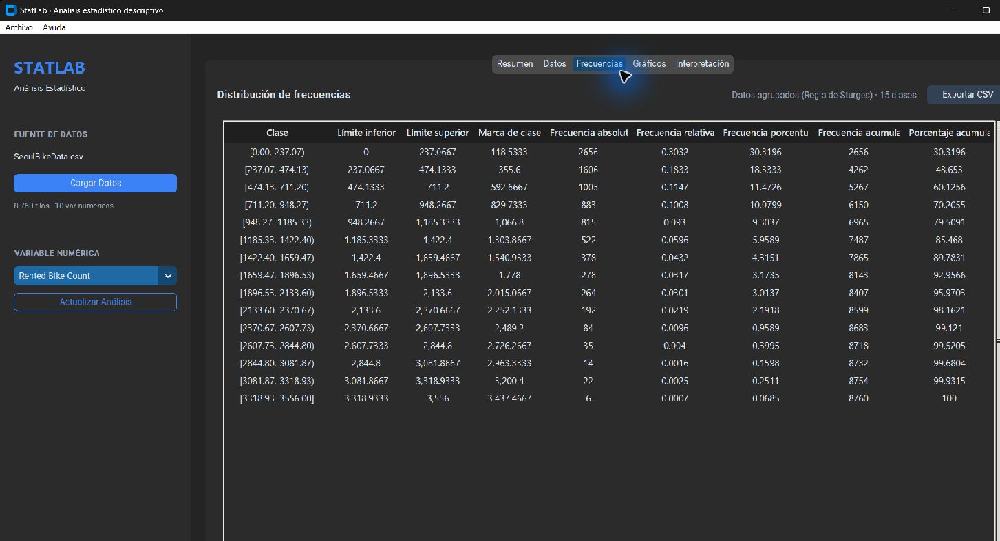 StatLab · Análisis estadístico descriptivo
Archivo Ayuda
STATLAB
Análisis Estadístico
FUENTE DE DATOS
SeoulBikeData.csv
Cargar Datos
8,760 filas · 10 var numéricas
VARIABLE NUMÉRICA
Rented Bike Count
Actualizar Análisis
Resumen Datos Frecuencias Gráficos Interpretación
Distribución de frecuencias
Datos agrupados (Regla de Sturges) · 15 clases
Exportar CSV
Clase Límite inferior Límite superior Marca de clase Frecuencia absolut Frecuencia relativa Frecuencia porcentu Frecuencia acumula Porcentaje acumula
[0.00, 237.07) 0 237.0667 118.5333 2656 0.3032 30.3196 2656 30.3196
[237.07, 474.13) 237.0667 474.1333 355.6 1606 0.1833 18.3333 4262 48.653
[474.13, 711.20) 474.1333 711.2 592.6667 1005 0.1147 11.4726 5267 60.1256
[711.20, 948.27) 711.2 948.2667 829.7333 883 0.1008 10.0799 6150 70.2055
[948.27, 1185.33) 948.2667 1,185.3333 1,066.8 815 0.093 9.3037 6965 79.5091
[1185.33, 1422.40) 1,185.3333 1,422.4 1,303.8667 522 0.0596 5.9589 7487 85.468
[1422.40, 1659.47) 1,422.4 1,659.4667 1,540.9333 378 0.0432 4.3151 7865 89.7831
[1659.47, 1896.53) 1,659.4667 1,896.5333 1,778 278 0.0317 3.1735 8143 92.9566
[1896.53, 2133.60) 1,896.5333 2,133.6 2,015.0667 264 0.0301 3.0137 8407 95.9703
[2133.60, 2370.67) 2,133.6 2,370.6667 2,252.1333 192 0.0219 2.1918 8599 98.1621
[2370.67, 2607.73) 2,370.6667 2,607.7333 2,489.2 84 0.0096 0.9589 8683 99.121
[2607.73, 2844.80) 2,607.7333 2,844.8 2,726.2667 35 0.004 0.3995 8718 99.5205
[2844.80, 3081.87) 2,844.8 3,081.8667 2,963.3333 14 0.0016 0.1598 8732 99.6804
[3081.87, 3318.93) 3,081.8667 3,318.9333 3,200.4 22 0.0025 0.2511 8754 99.9315
[3318.93, 3556.00] 3,318.9333 3,556 3,437.4667 6 0.0007 0.0685 8760 100